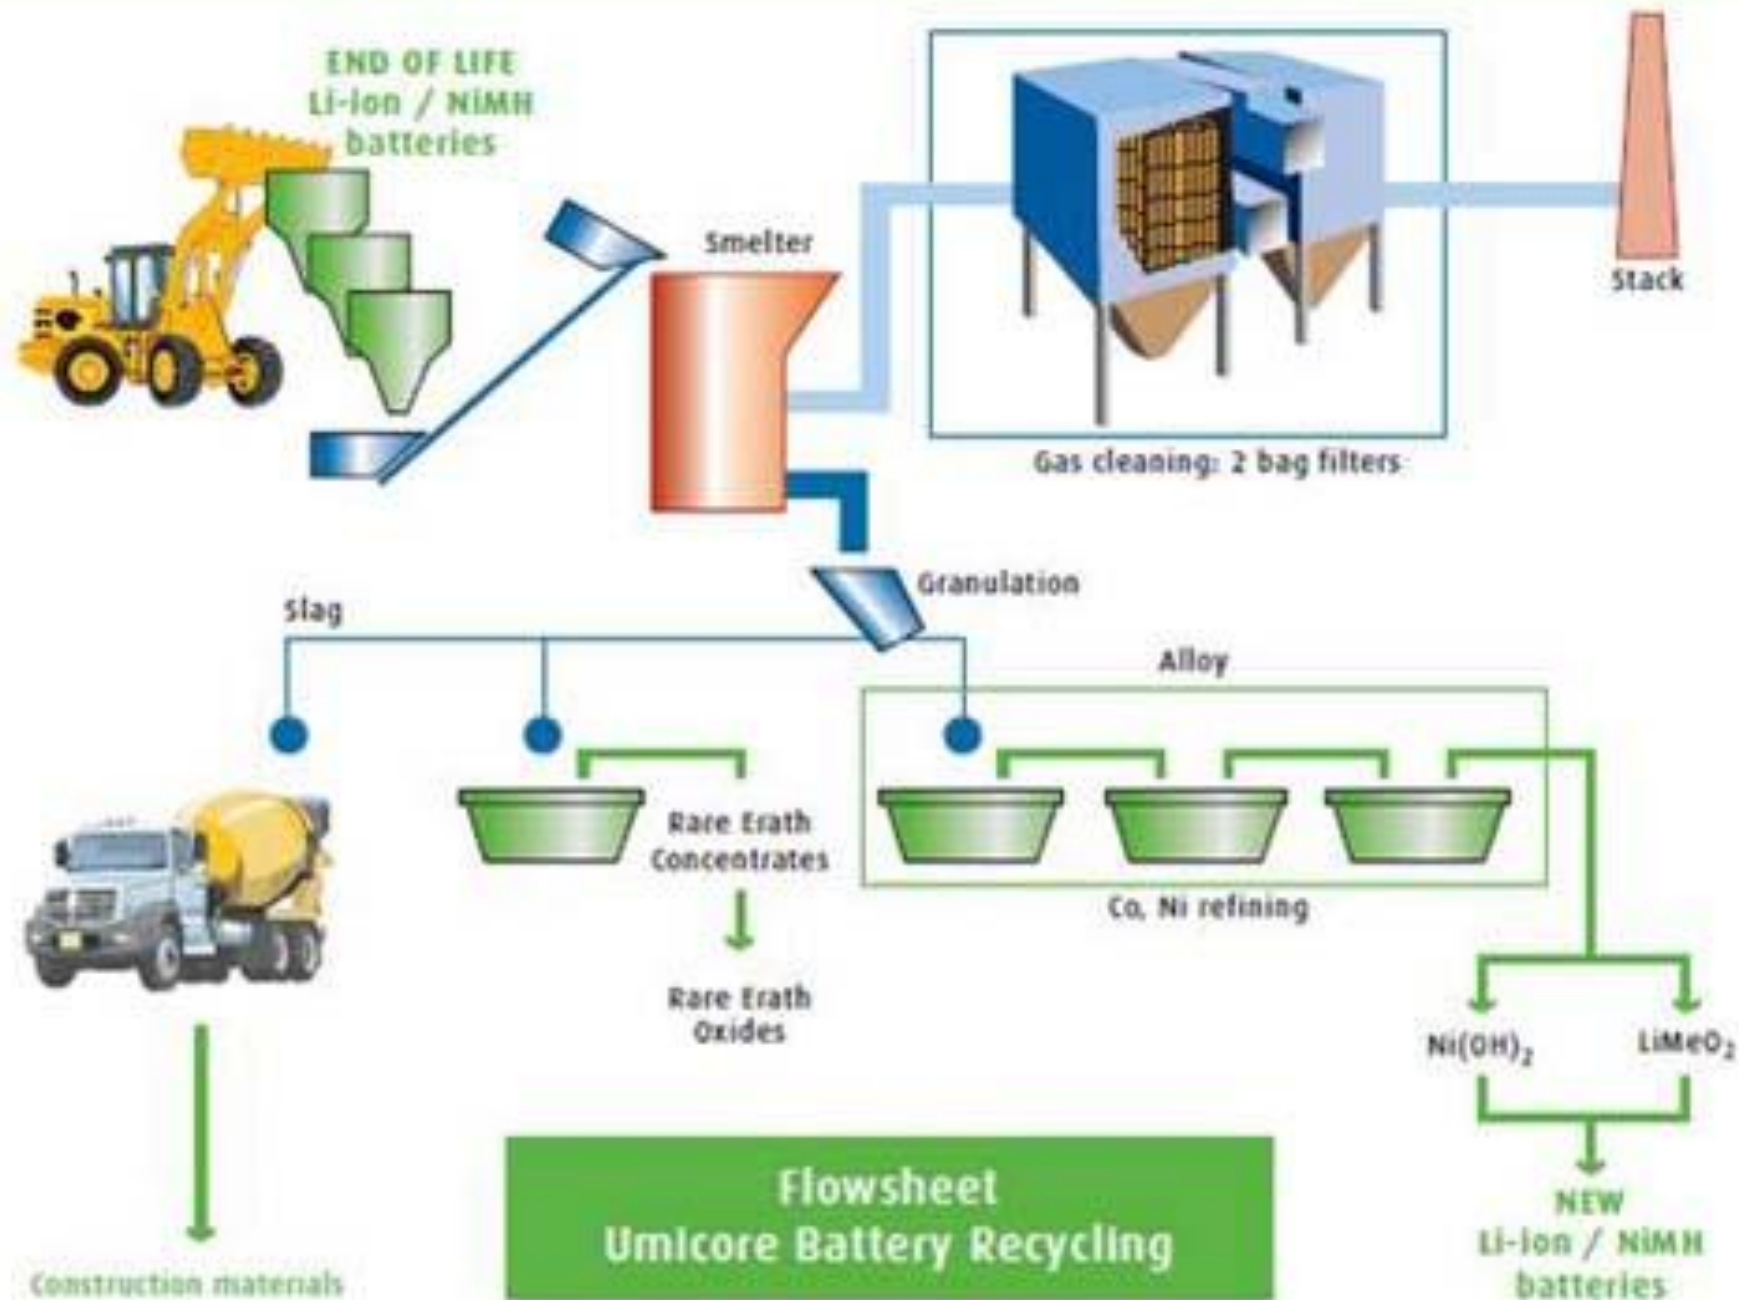 END OF LIFE
Li-ion / NiMH
batteries
Smelter
Stack
Gas cleaning: 2 bag filters
Granulation
Slag
Alloy
Rare Erath
Concentrates
Co, Ni refining
Rare Erath
Oxides
Ni(OH)₂
LiMeO₂
Flowsheet
Umicore Battery Recycling
NEW
Li-ion / NiMH
batteries
Construction materials